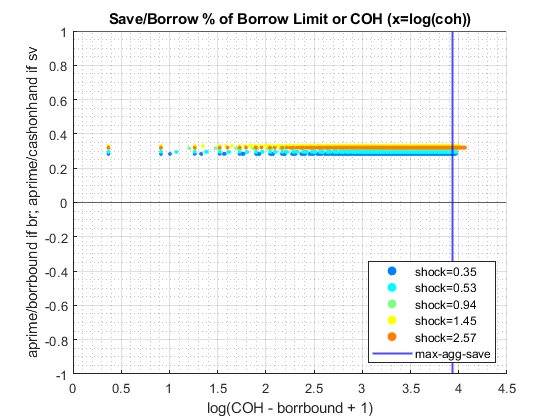 Save/Borrow % of Borrow Limit or COH (x=log(coh))
aprime/borrbound if br; aprime/cashonhand if sv
1
0.8
0.6
0.4
0.2
0
-0.2
-0.4
-0.6
-0.8
-1
shock=0.35
shock=0.53
shock=0.94
shock=1.45
shock=2.57
max-agg-save
0 0.5 1 1.5 2 2.5 3 3.5 4 4.5
log(COH - borrbound + 1)